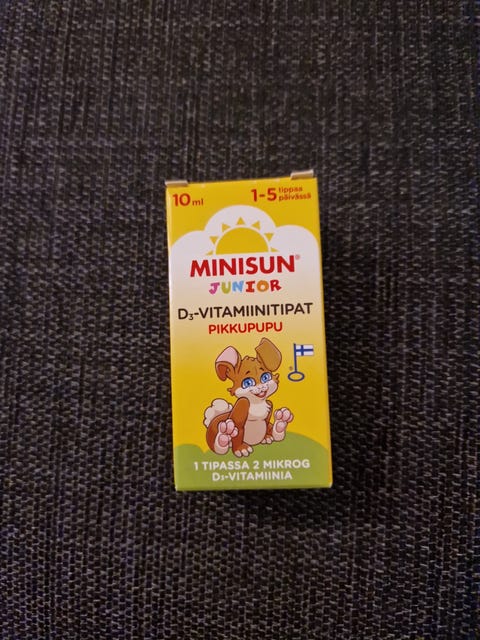 10 ml
1-5 tippaa
päivässä
MINISUN®
JUNIOR
D₃-VITAMIINITIPAT
PIKKUPUPU
1 TIPASSA 2 MIKROG
D₃-VITAMIINIA